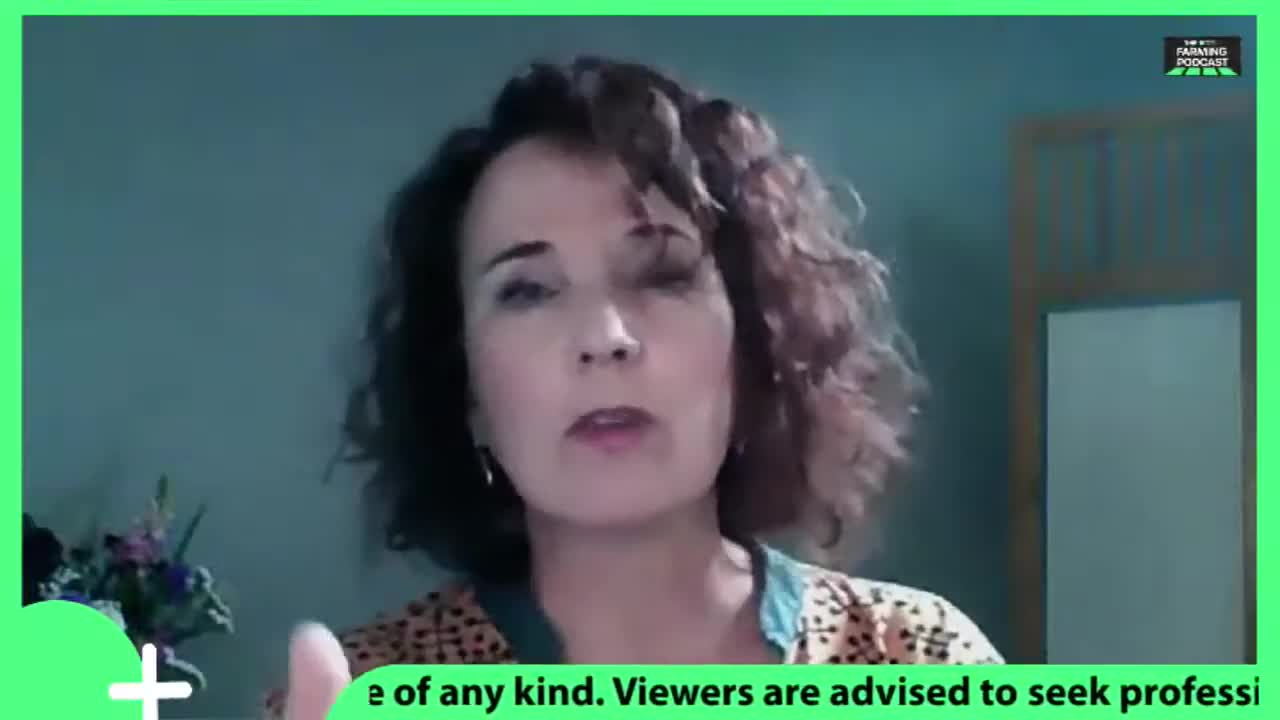 FARMING
PODCAST
e of any kind. Viewers are advised to seek professi